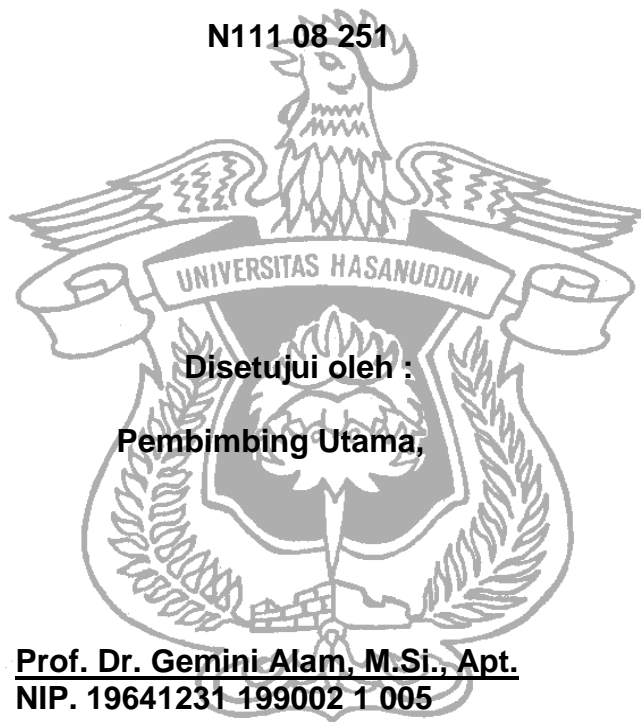 N111 08 251
UNIVERSITAS HASANUDDIN
Disetujui oleh :
Pembimbing Utama,
Prof. Dr. Gemini Alam, M.Si., Apt.
NIP. 19641231 199002 1 005